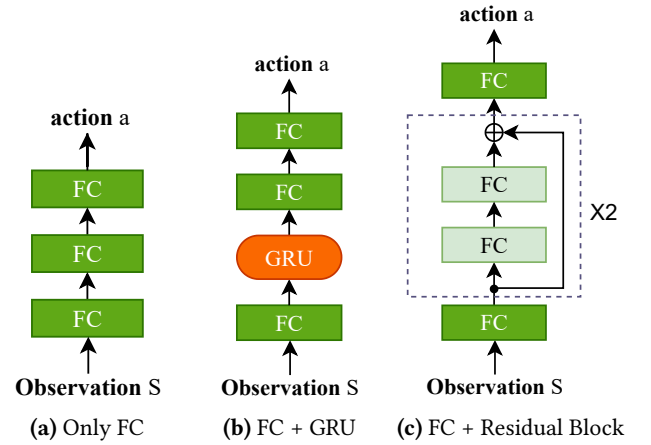 action a
FC
FC
FC
Observation S
(a) Only FC
action a
FC
FC
GRU
FC
Observation S
(b) FC + GRU
action a
FC
FC
FC
X2
FC
Observation S
(c) FC + Residual Block